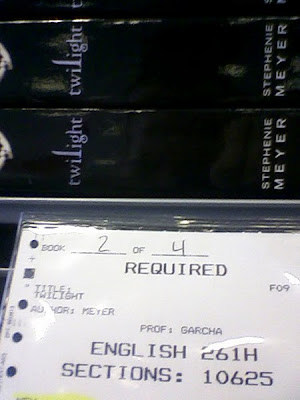 twilight
STEPHENIE MEYER
twilight
STEPHENIE MEYER
BOOK 2 OF 4
REQUIRED
TITLE: F09
TWILIGHT
AUTHOR: MEYER
PROF: GARCHA
ENGLISH 261H
SECTIONS: 10625